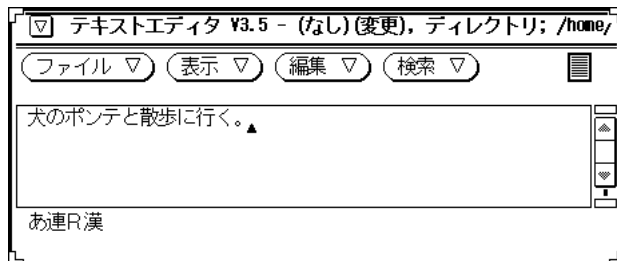 テキストエディタ V3.5 - (なし)(変更), ディレクトリ; /home/
ファイル 表示 編集 検索
犬のポンテと散歩に行く。
あ連R漢